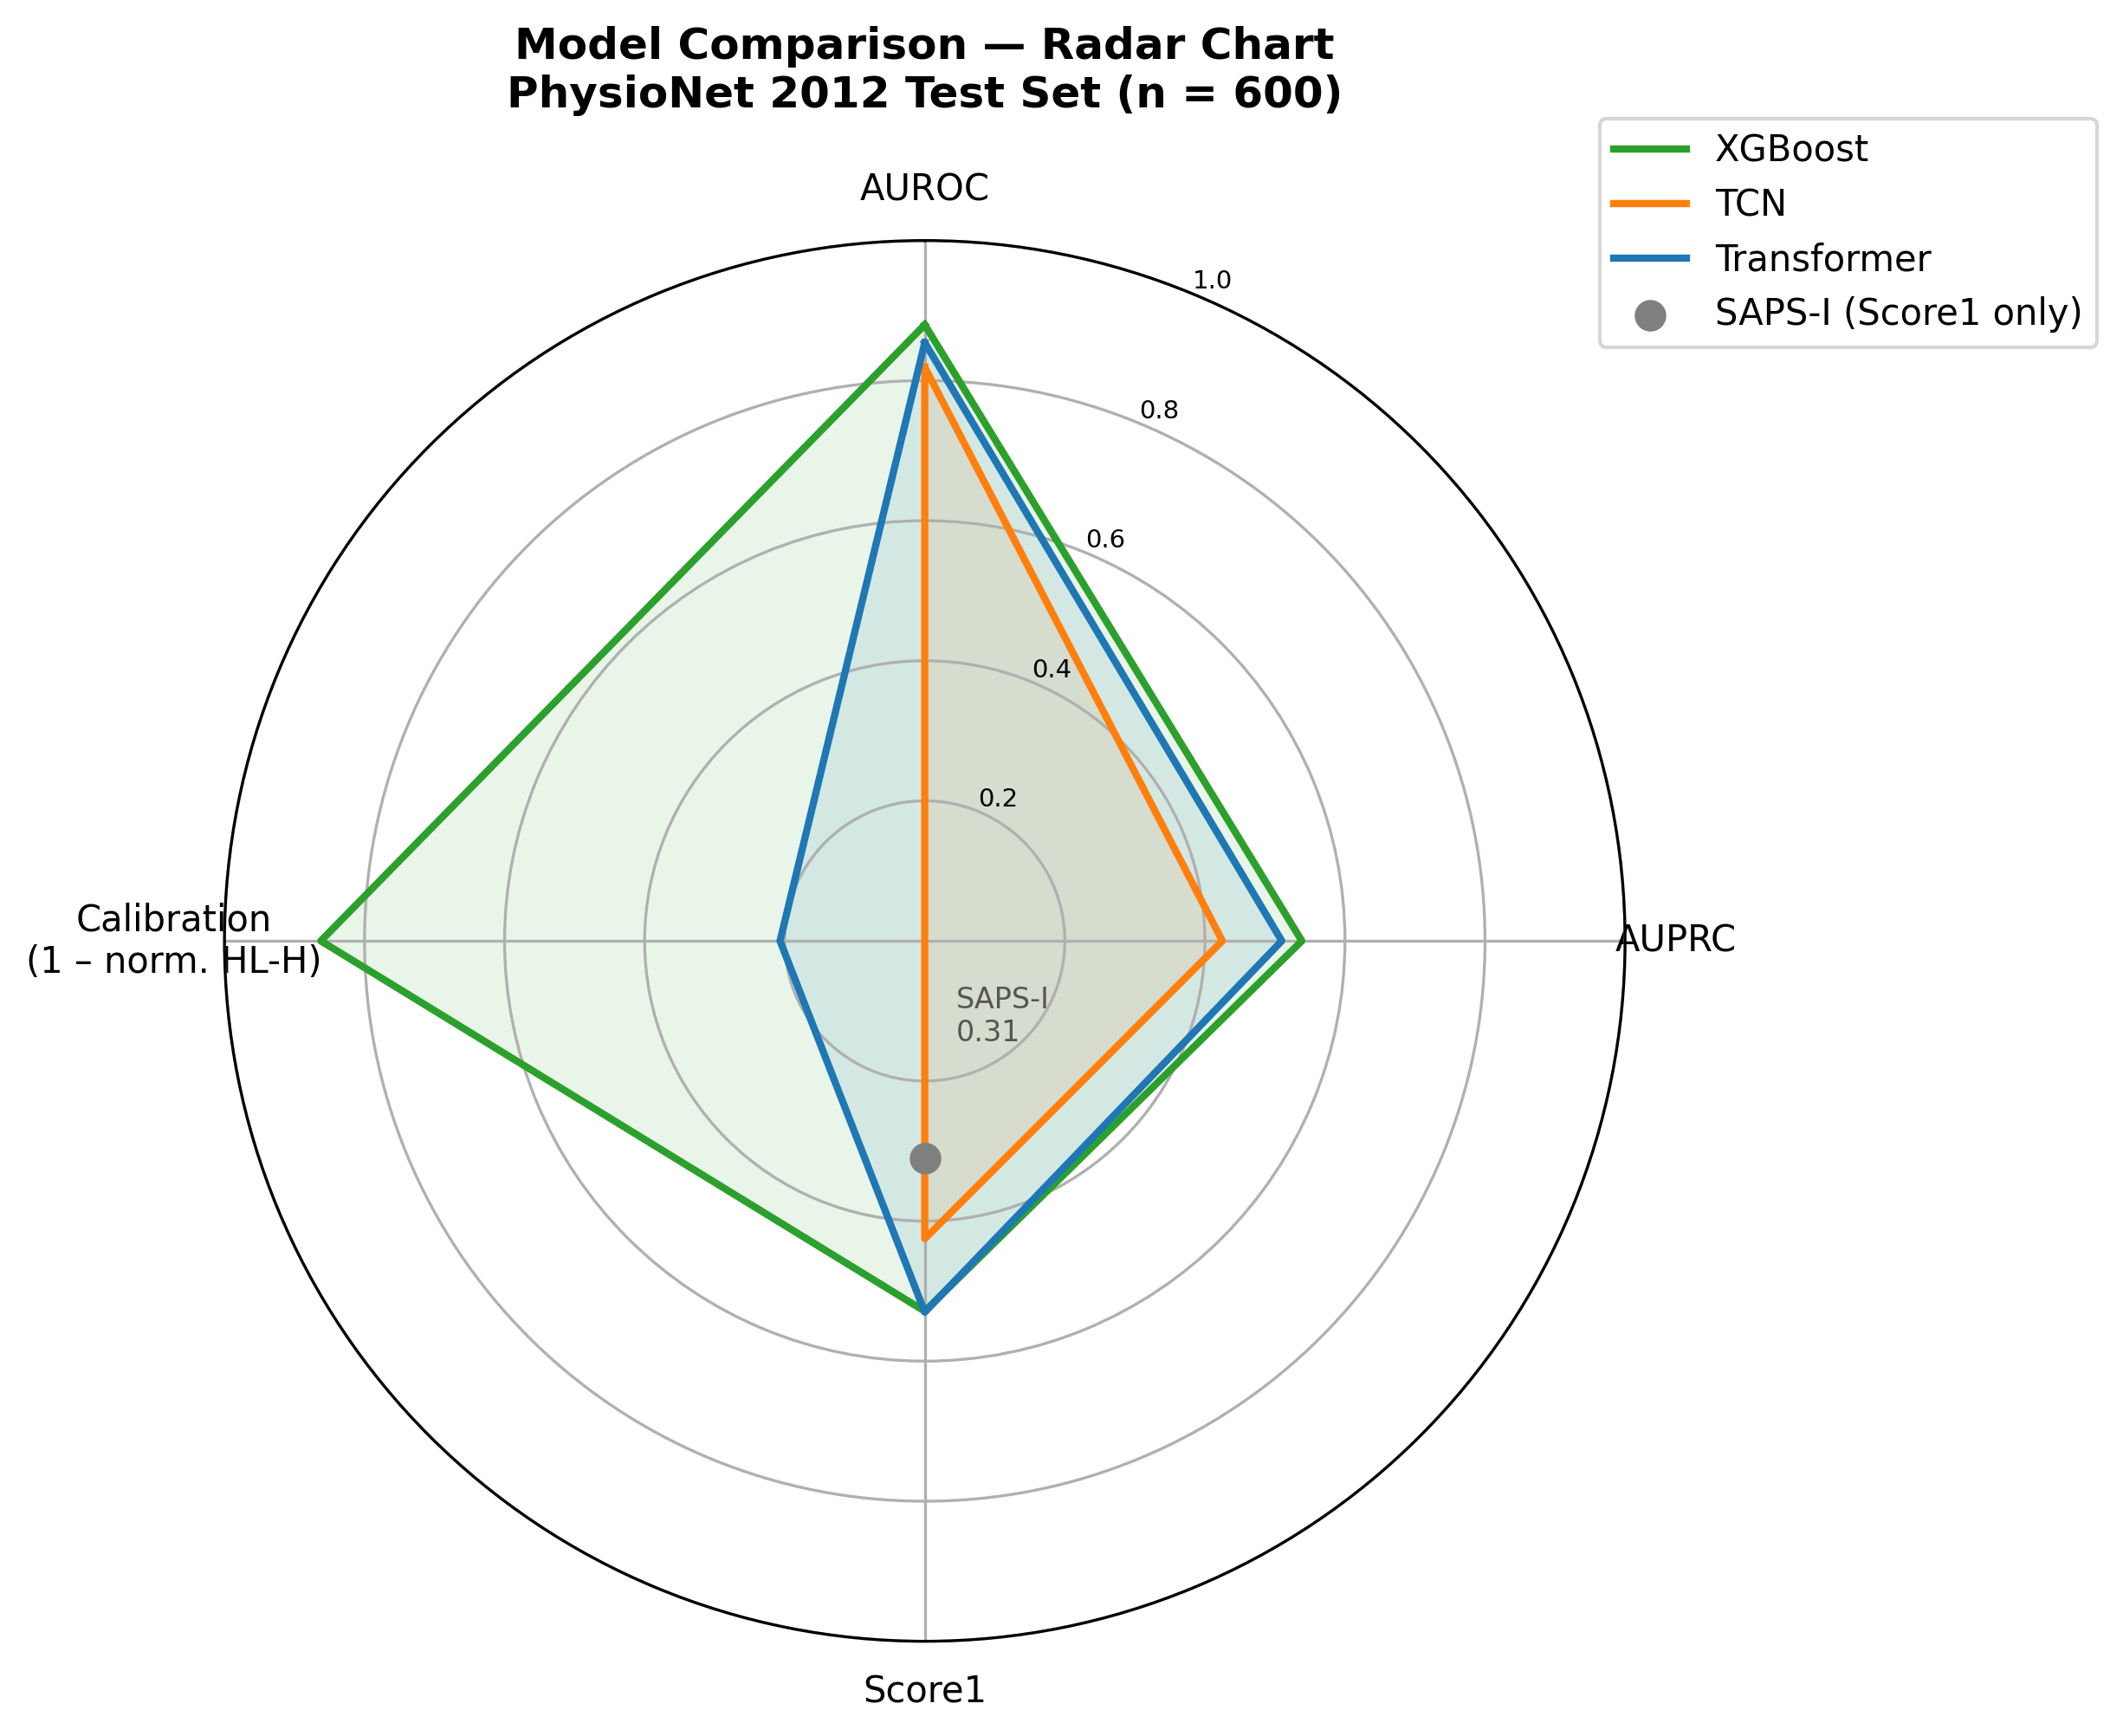 Model Comparison — Radar Chart
PhysioNet 2012 Test Set (n = 600)
XGBoost
TCN
Transformer
SAPS-I (Score1 only)
AUROC
1.0
0.8
0.6
0.4
0.2
Calibration
(1 – norm. HL-H)
AUPRC
SAPS-I
0.31
Score1